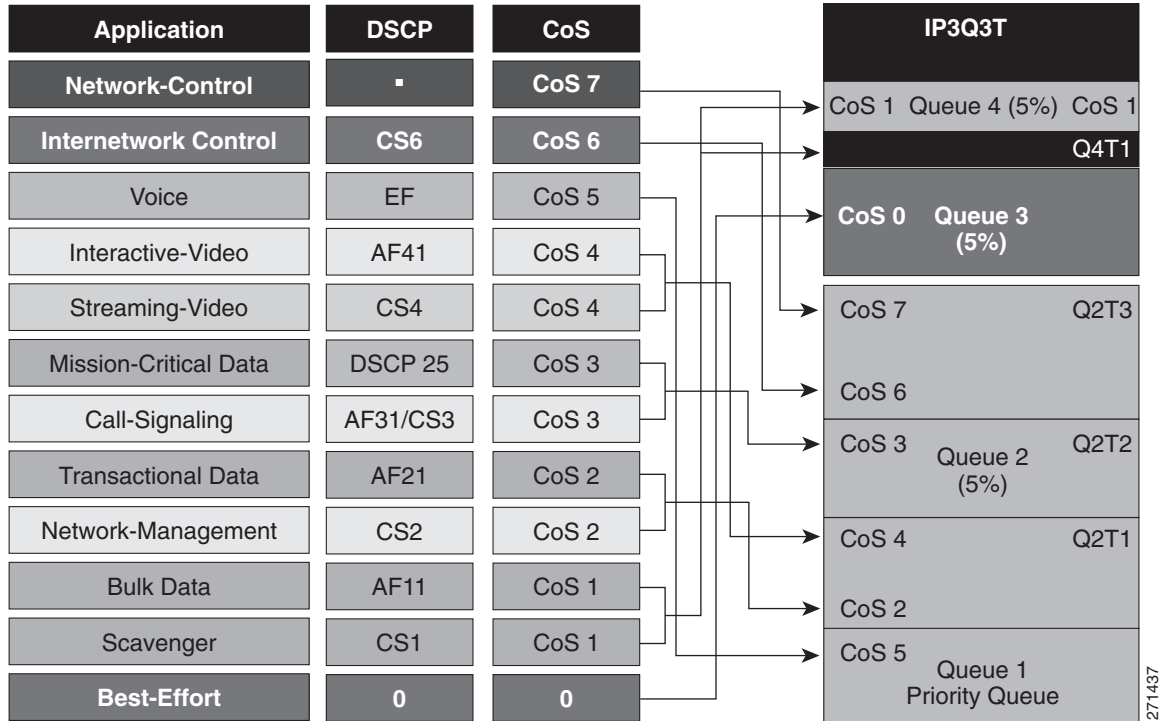 Application DSCP CoS IP3Q3T
Network-Control - CoS 7
Internetwork Control CS6 CoS 6
Voice EF CoS 5
Interactive-Video AF41 CoS 4
Streaming-Video CS4 CoS 4
Mission-Critical Data DSCP 25 CoS 3
Call-Signaling AF31/CS3 CoS 3
Transactional Data AF21 CoS 2
Network-Management CS2 CoS 2
Bulk Data AF11 CoS 1
Scavenger CS1 CoS 1
Best-Effort 0 0
CoS 1 Queue 4 (5%) CoS 1
Q4T1
CoS 0 Queue 3
(5%)
CoS 7 Q2T3
CoS 6
CoS 3 Queue 2 Q2T2
(5%)
CoS 4 Q2T1
CoS 2
CoS 5 Queue 1
Priority Queue
271437